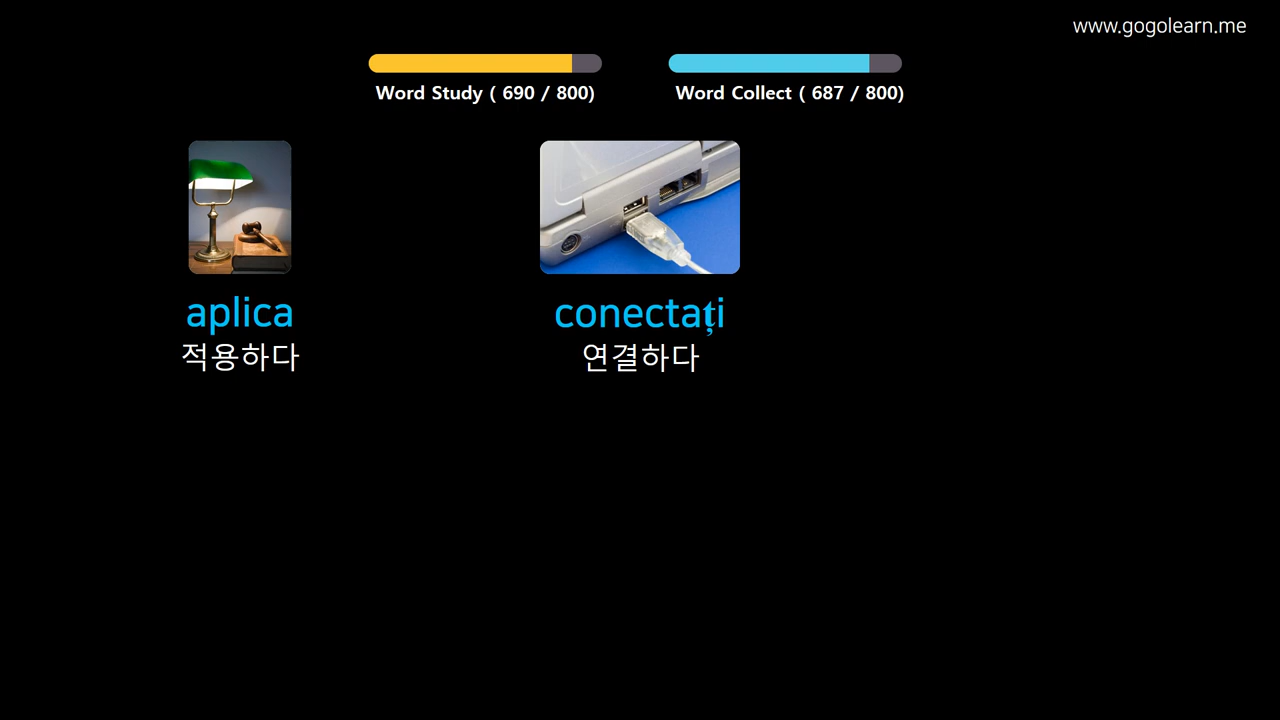 www.gogolearn.me
Word Study ( 690 / 800)
Word Collect ( 687 / 800)
aplica
적용하다
conectați
연결하다